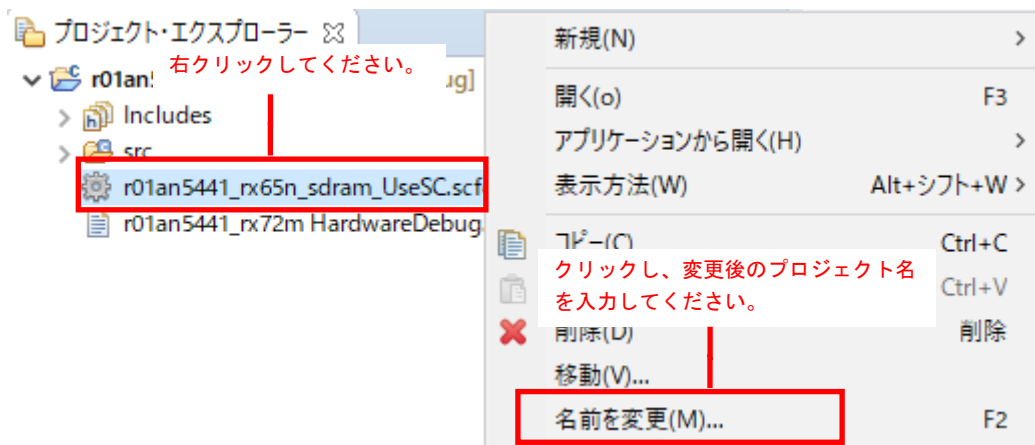 プロジェクト・エクスプローラー
右クリックしてください。
r01an!
ug]
Includes
src
r01an5441_rx65n_sdram_UseSC.scf
r01an5441_rx72m HardwareDebug
新規(N) >
開く(o) F3
アプリケーションから開く(H) >
表示方法(W) Alt+シフト+W >
コピー(C) Ctrl+C
クリックし、変更後のプロジェクト名
を入力してください。
Ctrl+V
削除(D) 削除
移動(V)...
名前を変更(M)... F2